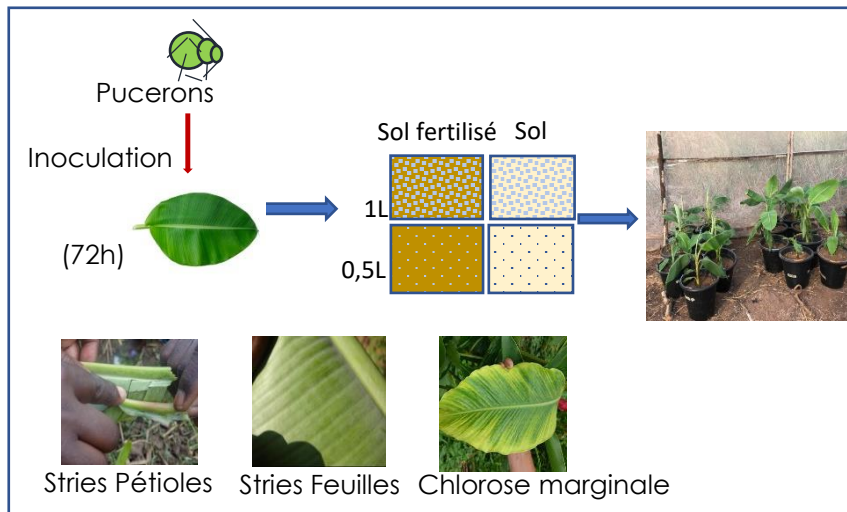 Pucerons
Inoculation
(72h)
Sol fertilisé Sol
1L
0,5L
Stries Pétioles
Stries Feuilles
Chlorose marginale